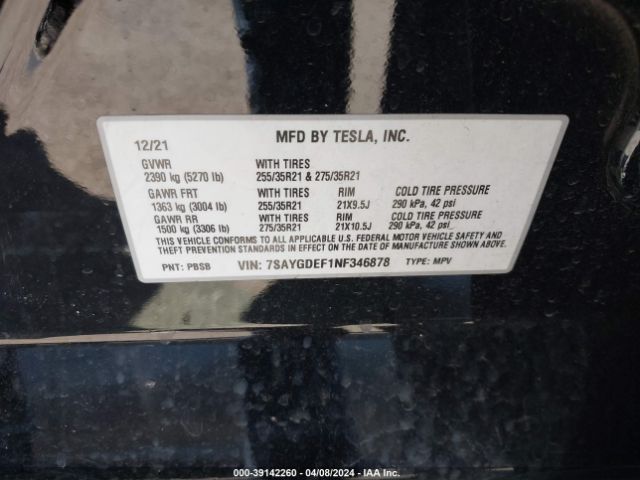 12/21 MFD BY TESLA, INC.
GVWR WITH TIRES
2390 kg (5270 lb) 255/35R21 & 275/35R21
GAWR FRT WITH TIRES RIM COLD TIRE PRESSURE
1363 kg (3004 lb) 255/35R21 21X9.5J 290 kPa, 42 psi
GAWR RR WITH TIRES RIM COLD TIRE PRESSURE
1500 kg (3306 lb) 275/35R21 21X10.5J 290 kPa, 42 psi
THIS VEHICLE CONFORMS TO ALL APPLICABLE U.S. FEDERAL MOTOR VEHICLE SAFETY AND
THEFT PREVENTION STANDARDS IN EFFECT ON THE DATE OF MANUFACTURE SHOWN ABOVE.
PNT: PBSB VIN: 7SAYGDEF1NF346878 TYPE: MPV
000-39142260 - 04/08/2024 - IAA Inc.